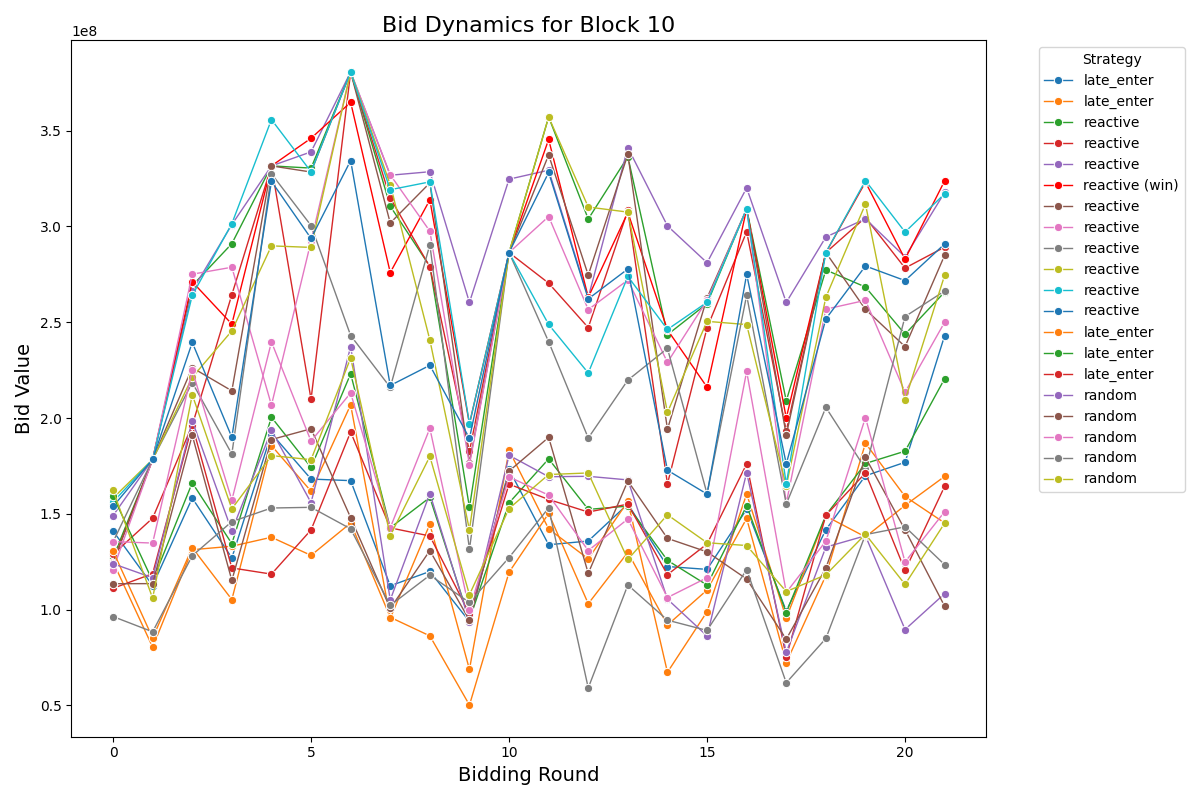 Bid Dynamics for Block 10
1e8
3.5
3.0
2.5
2.0
1.5
1.0
0.5
Bid Value
0
5
10
15
20
Bidding Round
Strategy
late_enter
late_enter
reactive
reactive
reactive
reactive (win)
reactive
reactive
reactive
reactive
reactive
reactive
late_enter
late_enter
late_enter
random
random
random
random
random